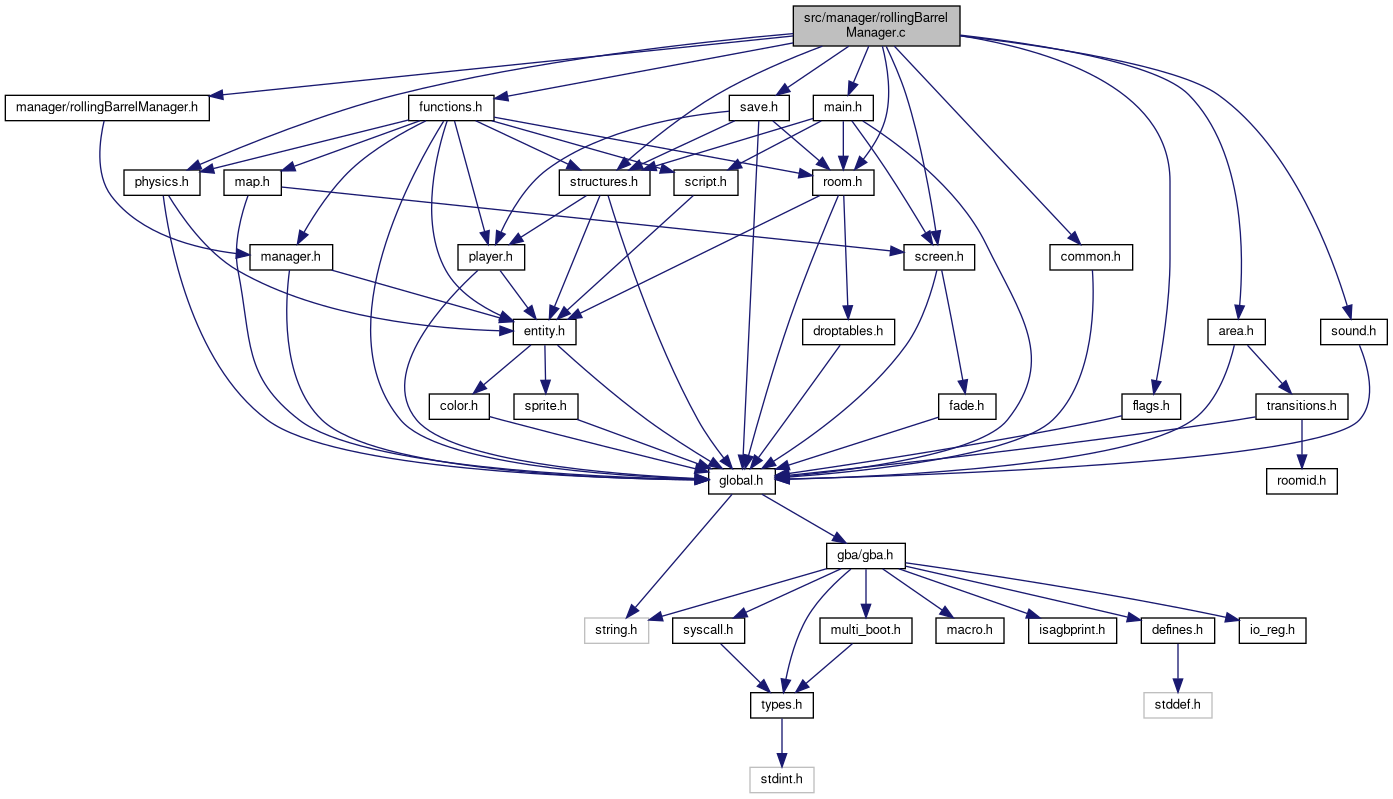 src/manager/rollingBarrel
Manager.c
manager/rollingBarrelManager.h
functions.h
save.h
main.h
physics.h
map.h
structures.h
script.h
room.h
manager.h
player.h
screen.h
common.h
entity.h
droptables.h
area.h
sound.h
color.h
sprite.h
fade.h
flags.h
transitions.h
global.h
roomid.h
gba/gba.h
string.h
syscall.h
multi_boot.h
macro.h
isagbprint.h
defines.h
io_reg.h
types.h
stddef.h
stdint.h